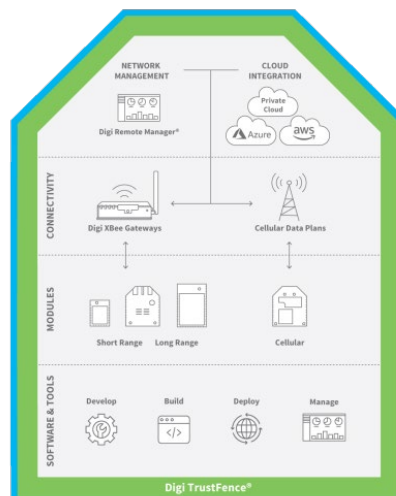 NETWORK
MANAGEMENT
CLOUD
INTEGRATION
Private
Cloud
Azure
aws
Digi Remote Manager®
CONNECTIVITY
Digi XBee Gateways
Cellular Data Plans
MODULES
Short Range
Long Range
Cellular
SOFTWARE & TOOLS
Develop
Build
Deploy
Manage
</>
Digi TrustFence®